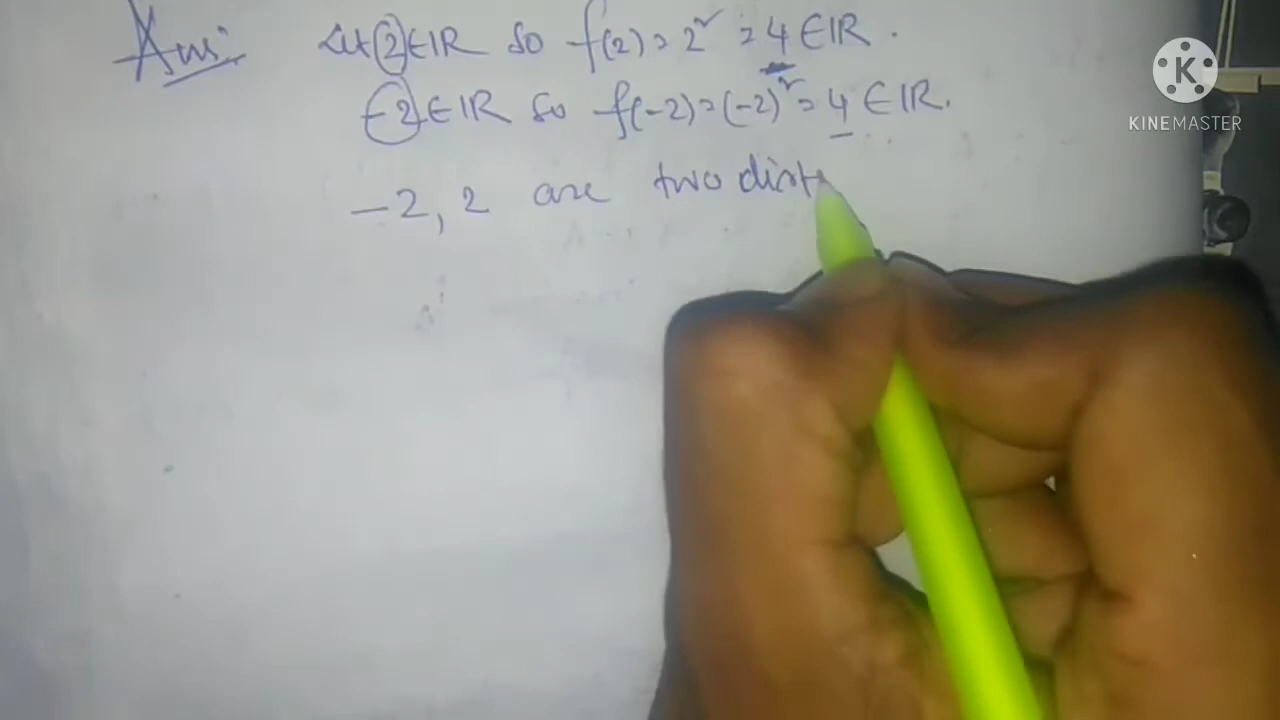 Ans: Let 2 ∈ IR so f(2) = 2² = 4 ∈ IR.
-2 ∈ IR so f(-2) = (-2)² = 4 ∈ IR.
-2, 2 are two dist
K
KINEMASTER